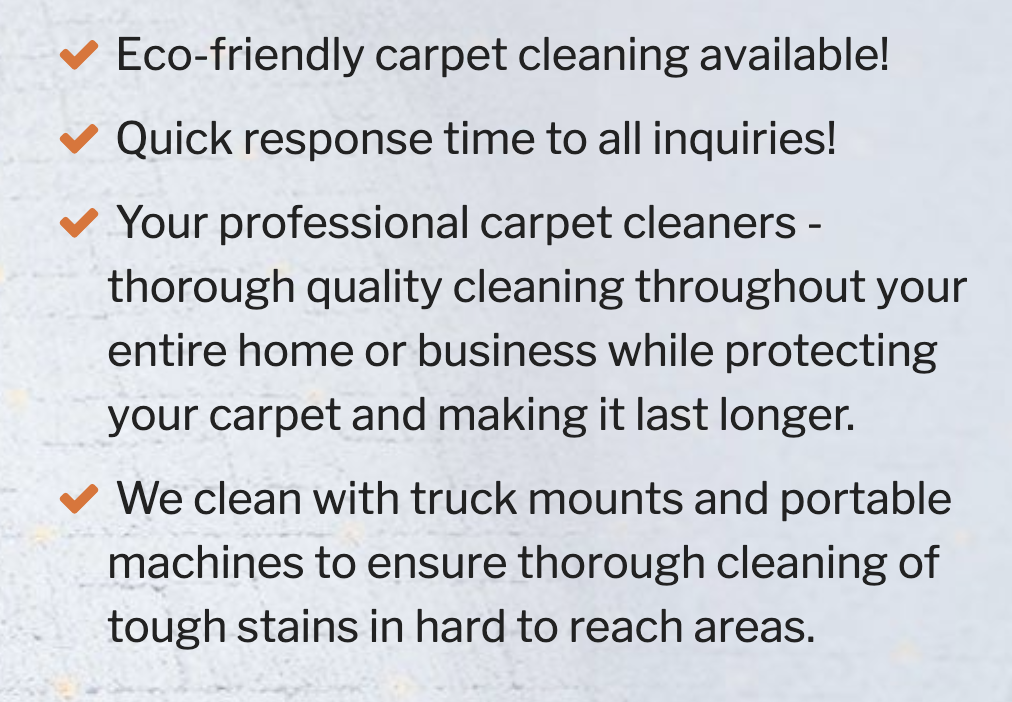 Eco-friendly carpet cleaning available!
Quick response time to all inquiries!
Your professional carpet cleaners -
thorough quality cleaning throughout your
entire home or business while protecting
your carpet and making it last longer.
We clean with truck mounts and portable
machines to ensure thorough cleaning of
tough stains in hard to reach areas.